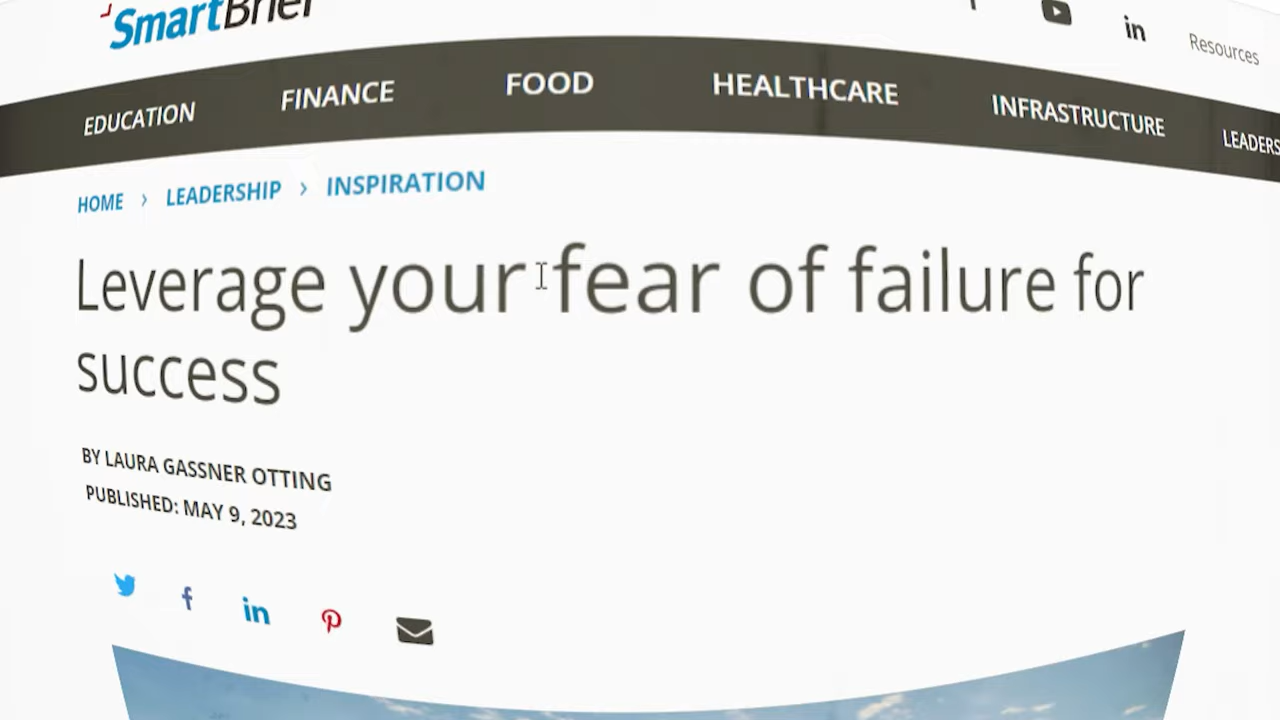 SmartBrief
Resources
EDUCATION FINANCE FOOD HEALTHCARE INFRASTRUCTURE
HOME > LEADERSHIP > INSPIRATION
Leverage your fear of failure for
success
BY LAURA GASSNER OTTING
PUBLISHED: MAY 9, 2023